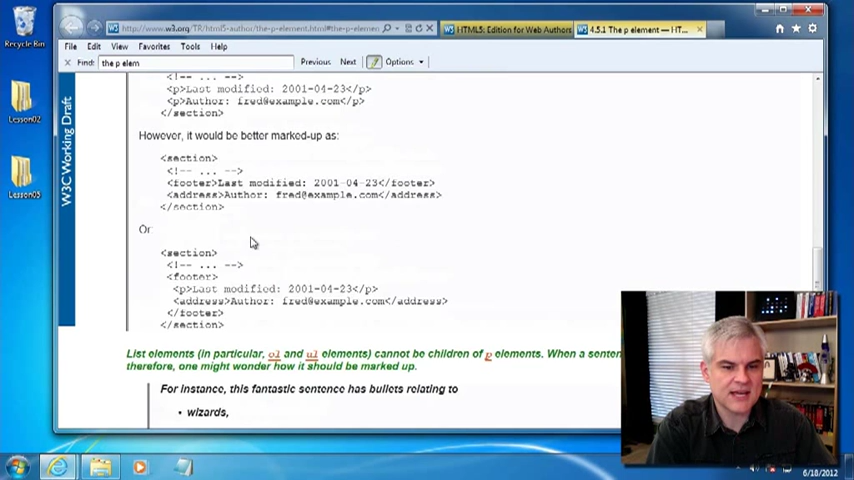 Recycle Bin
Lesson02
Lesson03
http://www.w3.org/TR/html5-author/the-p-element.html#the-p-elemen
HTML5: Edition for Web Authors
4.5.1 The p element — HT...
File Edit View Favorites Tools Help
× Find: the p elem Previous Next Options
W3C Working Draft
<!-- ... -->
<p>Last modified: 2001-04-23</p>
<p>Author: fred@example.com</p>
</section>
However, it would be better marked-up as:
<section>
<!-- ... -->
<footer>Last modified: 2001-04-23</footer>
<address>Author: fred@example.com</address>
</section>
Or:
<section>
<!-- ... -->
<footer>
<p>Last modified: 2001-04-23</p>
<address>Author: fred@example.com</address>
</footer>
</section>
List elements (in particular, ol and ul elements) cannot be children of p elements. When a senten
therefore, one might wonder how it should be marked up.
For instance, this fantastic sentence has bullets relating to
• wizards,
6/18/2012